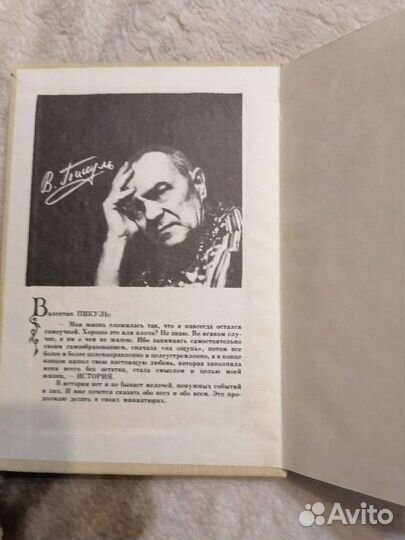 В. Пикуль
Валентин ПИКУЛЬ:
— Моя жизнь сложилась так, что я навсегда остался
самоучкой. Хорошо это или плохо? Не знаю. Во всяком слу-
чае, я ни о чем не жалею. Ибо занимаясь самостоятельно
своим самообразованием, сначала «на ощупь», потом все
более и более целенаправленно и целеустремленно, я в конце
концов нашел свою настоящую любовь, которая заполнила
меня всего без остатка, стала смыслом и целью моей
жизни, — ИСТОРИЯ.
В истории нет и не бывает мелочей, ненужных событий
и лиц. И мне хочется сказать обо всех и обо всем. Это про-
должаю делать в своих миниатюрах.
Avito